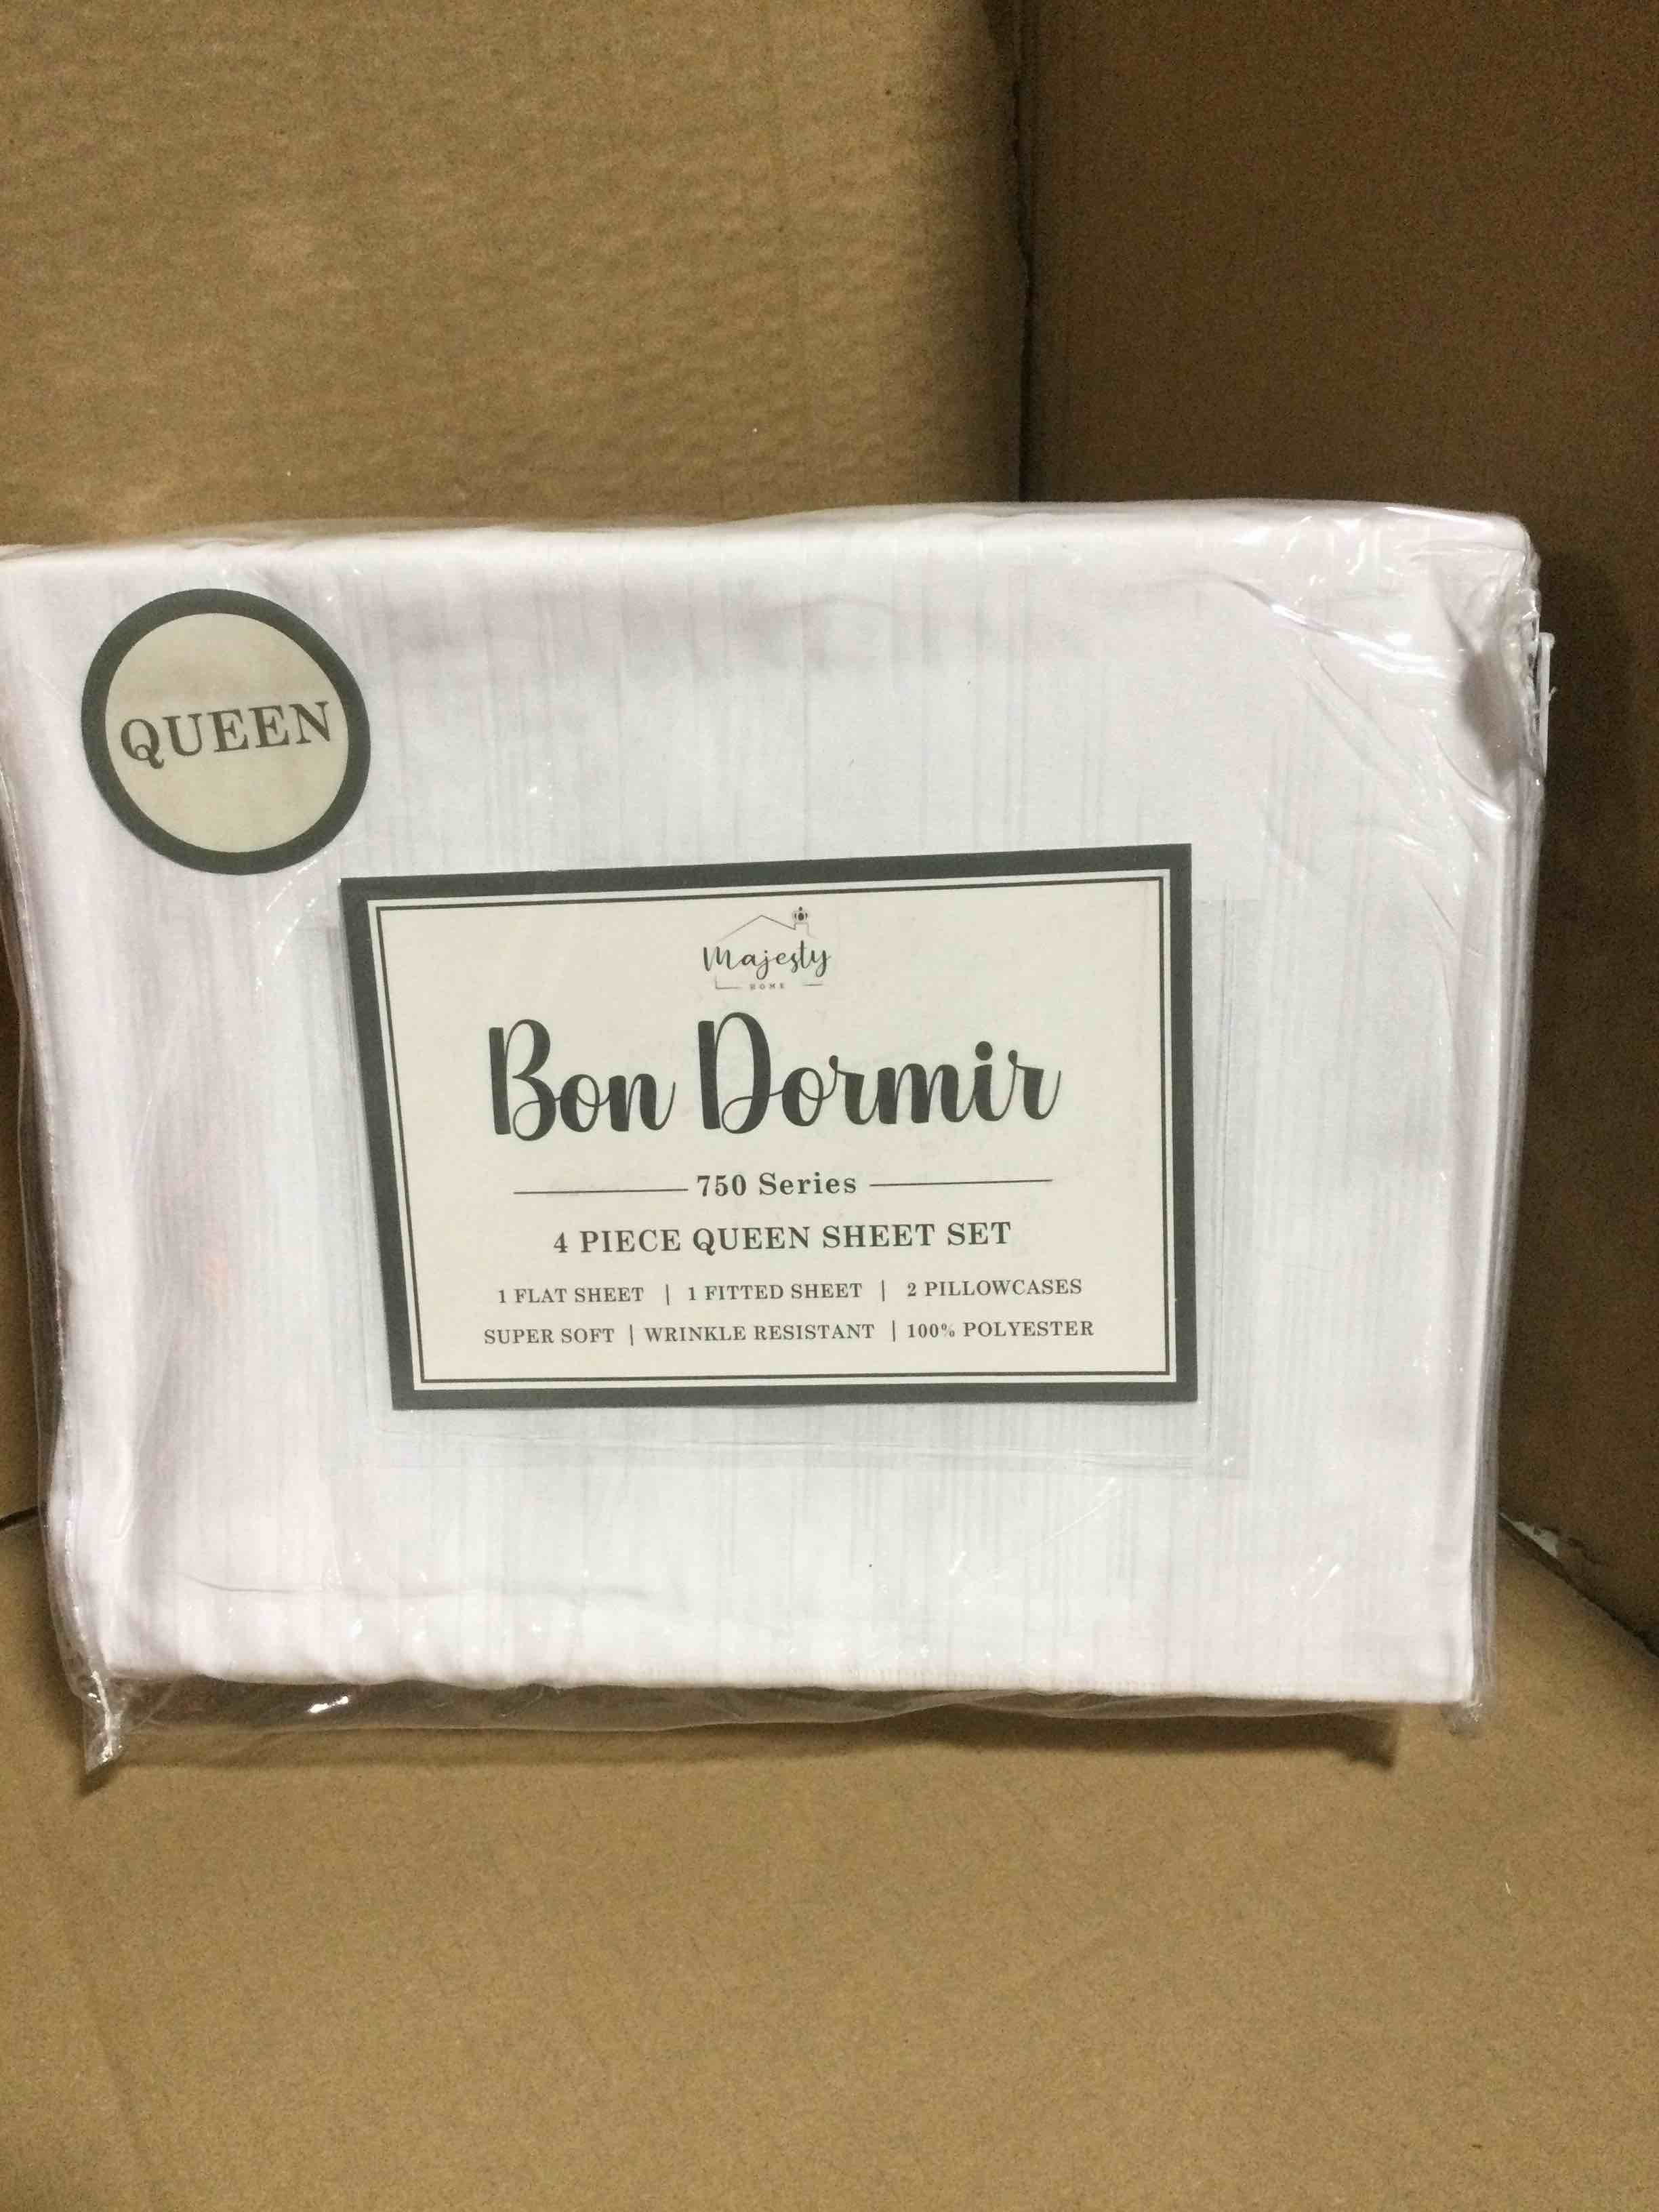 QUEEN
Majesty
HOME
Bon Dormir
750 Series
4 PIECE QUEEN SHEET SET
1 FLAT SHEET | 1 FITTED SHEET | 2 PILLOWCASES
SUPER SOFT | WRINKLE RESISTANT | 100% POLYESTER